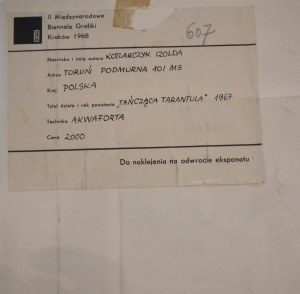 II Międzynarodowe
Biennale Grafiki
Kraków 1968
607
Nazwisko i imię autora KOTLARCZYK IZOLDA
Adres TORUŃ PODMURNA 101 M5
Kraj POLSKA
Tytuł dzieła i rok powstania "TAŃCZĄCA TARANTULA" 1967
Technika AKWAFORTA
Cena 2000
Do naklejenia na odwrocie eksponatu